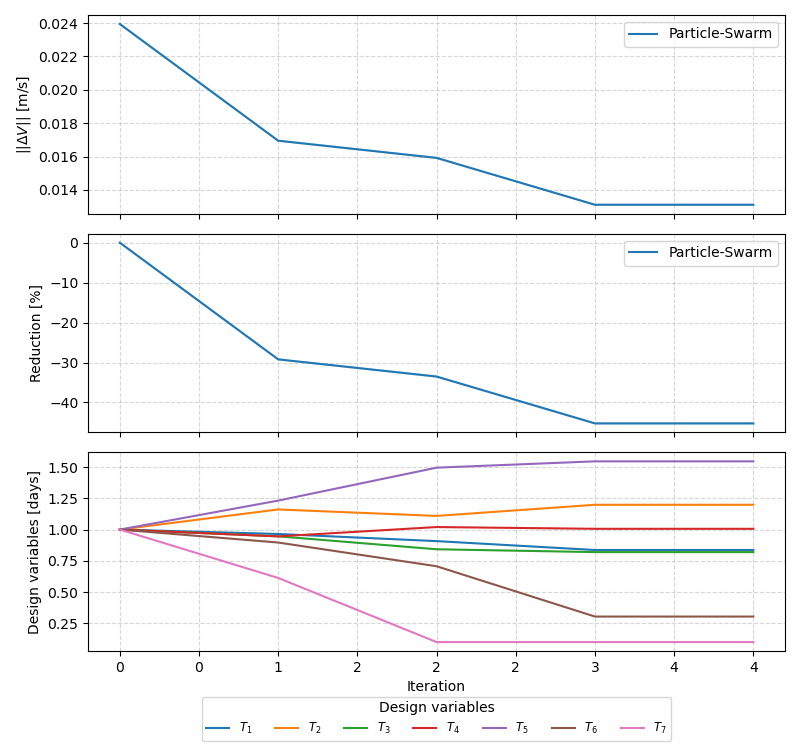 0.024
0.022
0.020
0.018
0.016
0.014
||ΔV|| [m/s]
Particle-Swarm
0
−10
−20
−30
−40
Reduction [%]
Particle-Swarm
1.50
1.25
1.00
0.75
0.50
0.25
Design variables [days]
0 0 1 2 2 2 3 4 4
Iteration
Design variables
T₁ T₂ T₃ T₄ T₅ T₆ T₇